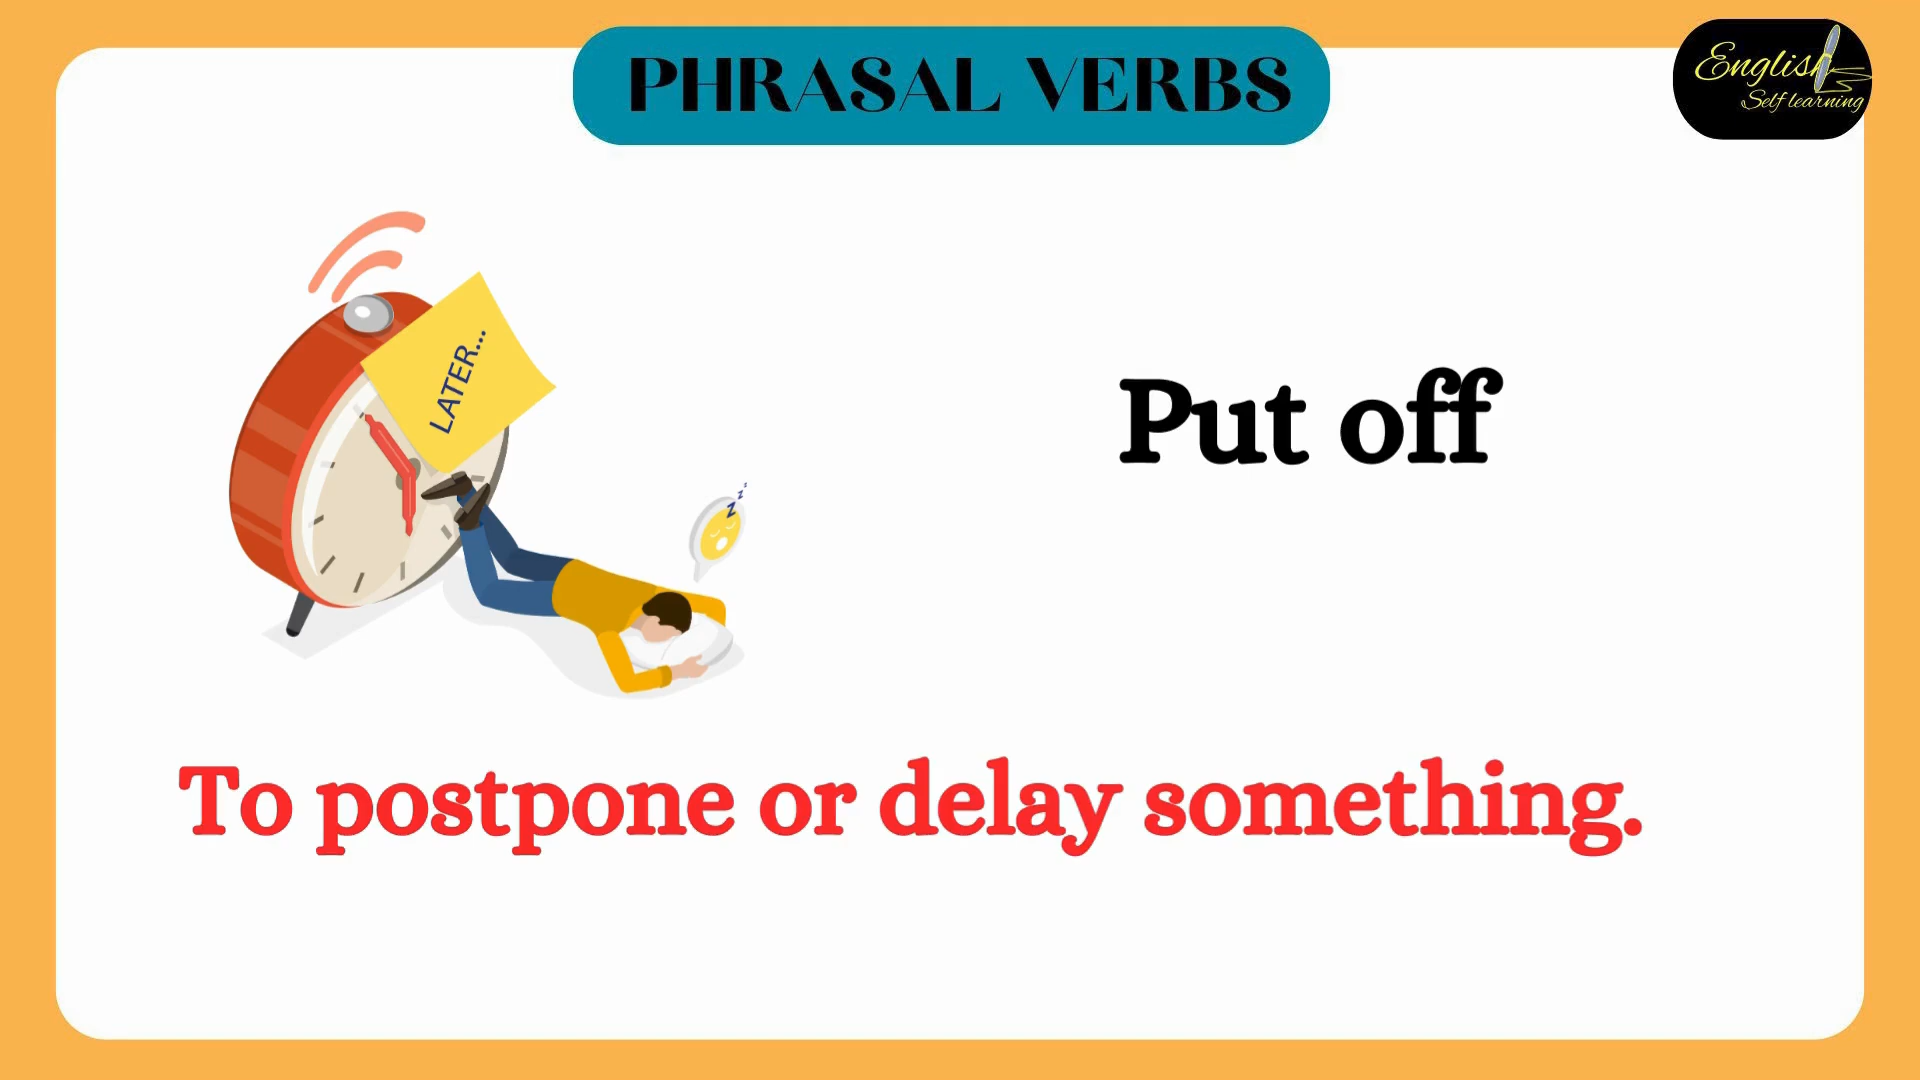 PHRASAL VERBS
English
Self learning
LATER...
Put off
z z z
To postpone or delay something.